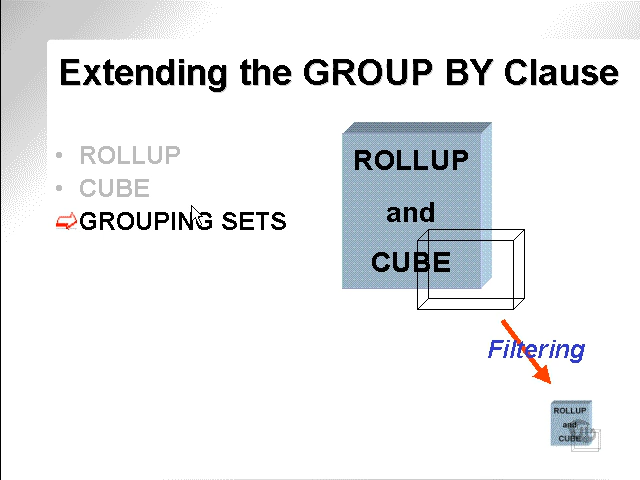 Extending the GROUP BY Clause
• ROLLUP
• CUBE
GROUPING SETS
ROLLUP
and
CUBE
Filtering
ROLLUP
and
CUBE